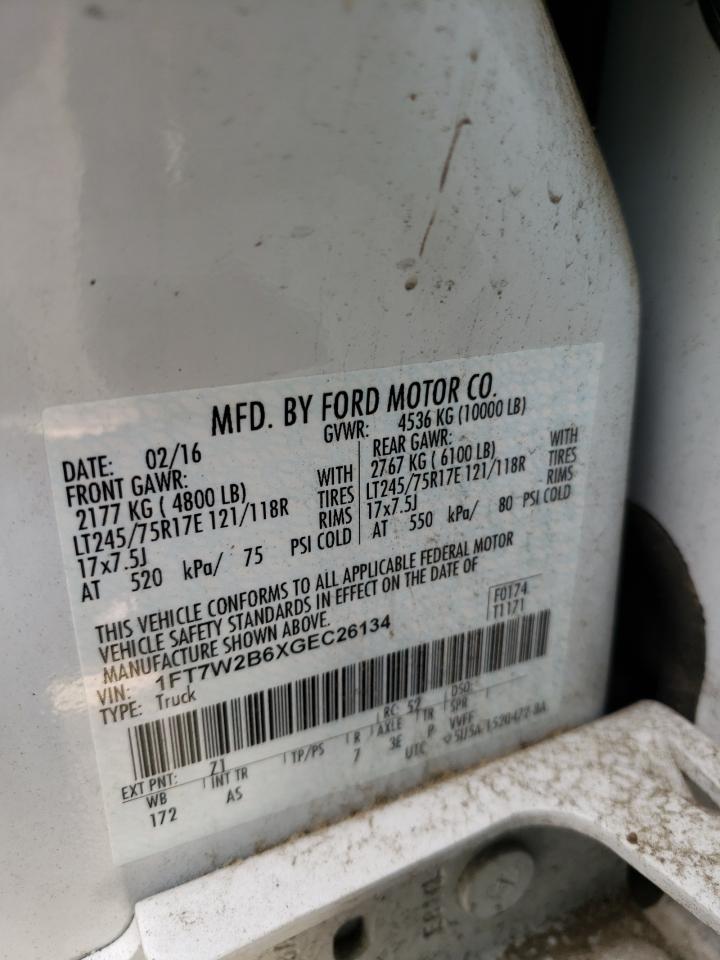 MFD. BY FORD MOTOR CO.
DATE: 02/16
GVWR: 4536 KG (10000 LB)
FRONT GAWR:
2177 KG ( 4800 LB) WITH
LT245/75R17E 121/118R TIRES
17x7.5J RIMS
AT 520 kPa/ 75 PSI COLD
REAR GAWR:
2767 KG ( 6100 LB) WITH
LT245/75R17E 121/118R TIRES
17x7.5J RIMS
AT 550 kPa/ 80 PSI COLD
THIS VEHICLE CONFORMS TO ALL APPLICABLE FEDERAL MOTOR
VEHICLE SAFETY STANDARDS IN EFFECT ON THE DATE OF
MANUFACTURE SHOWN ABOVE.
F0174
T1171
VIN: 1FT7W2B6XGEC26134
TYPE: Truck
EXT PNT: Z1 RC: 52 DSO:
WB INT TR TP/PS R AXLE TR SPR
172 AS 7 3E P VVFF
UTC